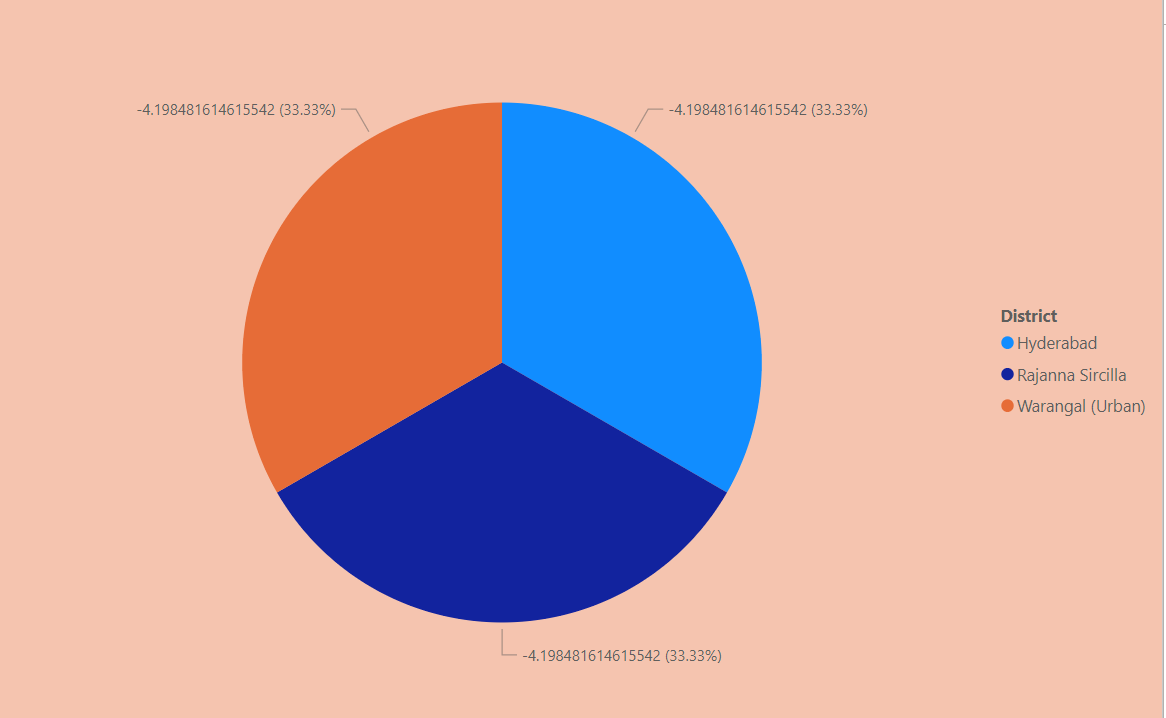 -4.198481614615542 (33.33%)
-4.198481614615542 (33.33%)
District
Hyderabad
Rajanna Sircilla
Warangal (Urban)
-4.198481614615542 (33.33%)